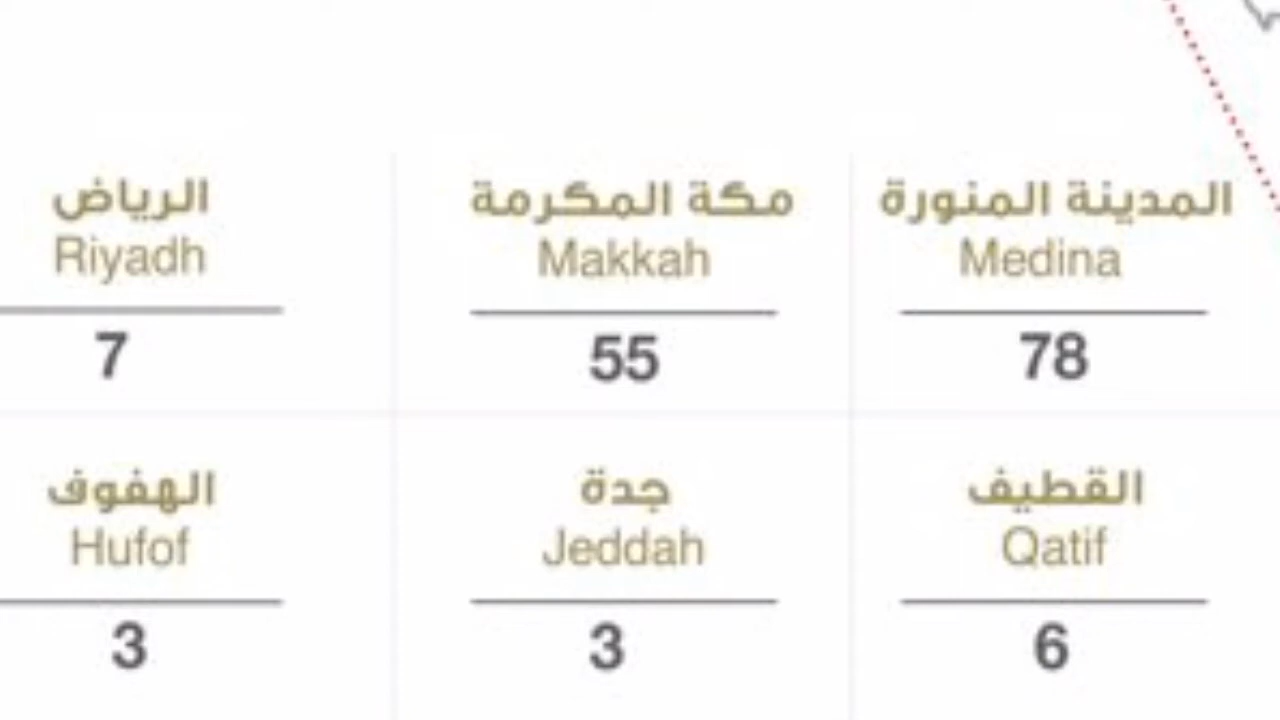 المدينة المنورة
Medina
78
مكة المكرمة
Makkah
55
الرياض
Riyadh
7
القطيف
Qatif
6
جدة
Jeddah
3
الهفوف
Hufof
3